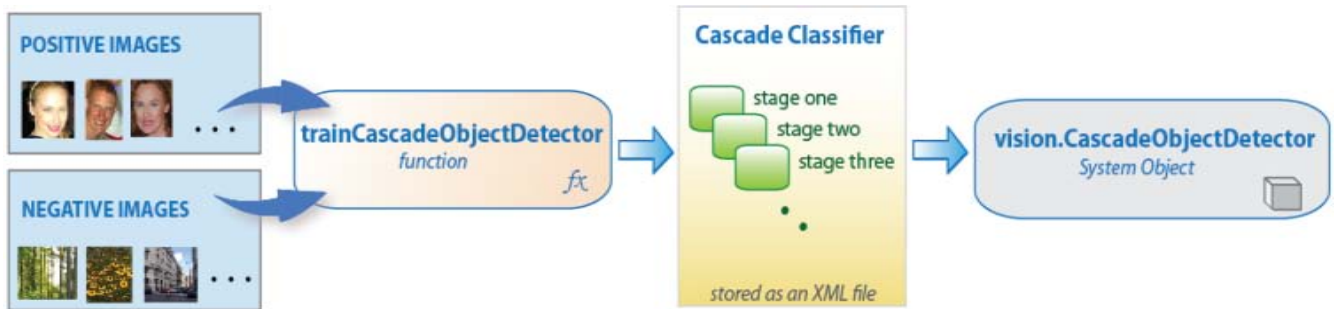 POSITIVE IMAGES
. . .
NEGATIVE IMAGES
. . .
trainCascadeObjectDetector
function
fx
Cascade Classifier
stage one
stage two
stage three
stored as an XML file
vision.CascadeObjectDetector
System Object